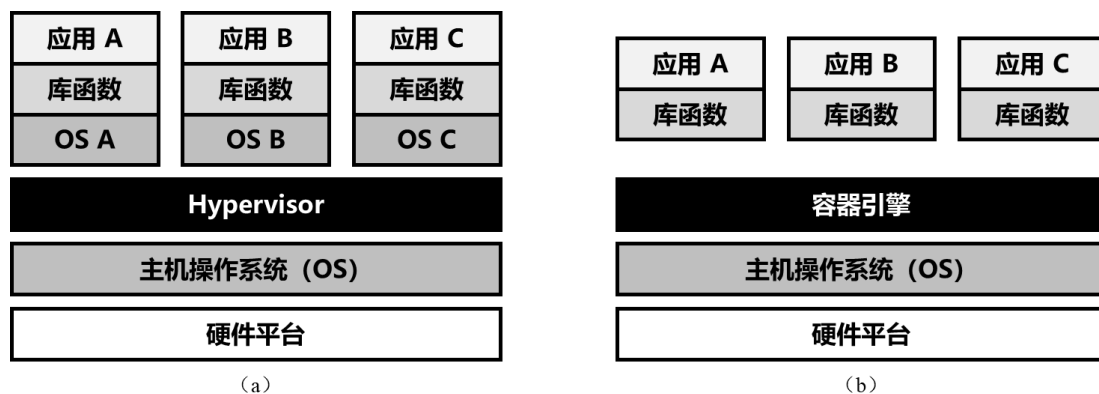 应用 A
库函数
OS A
应用 B
库函数
OS B
应用 C
库函数
OS C
Hypervisor
主机操作系统（OS）
硬件平台
（a）
应用 A
库函数
应用 B
库函数
应用 C
库函数
容器引擎
主机操作系统（OS）
硬件平台
（b）